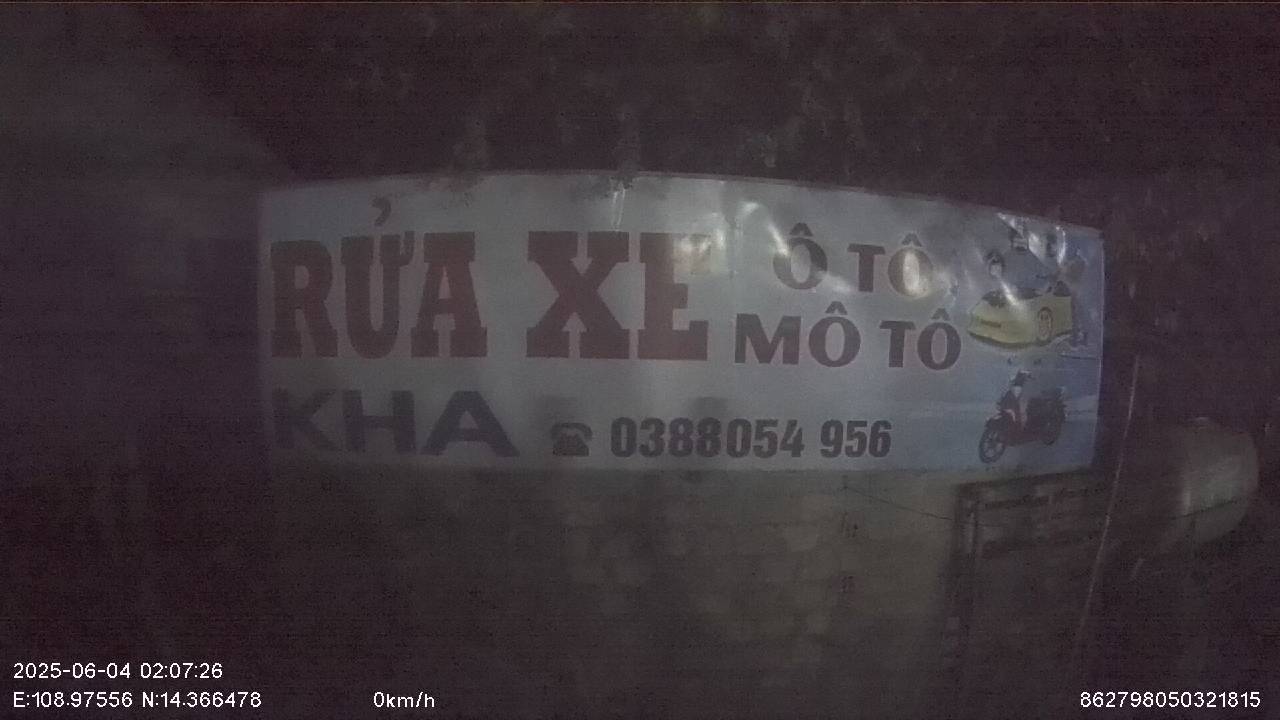 RỬA XE
Ô TÔ
MÔ TÔ
KHA
0388054 956
2025-06-04 02:07:26
E:108.97556 N:14.366478
0km/h
862798050321815